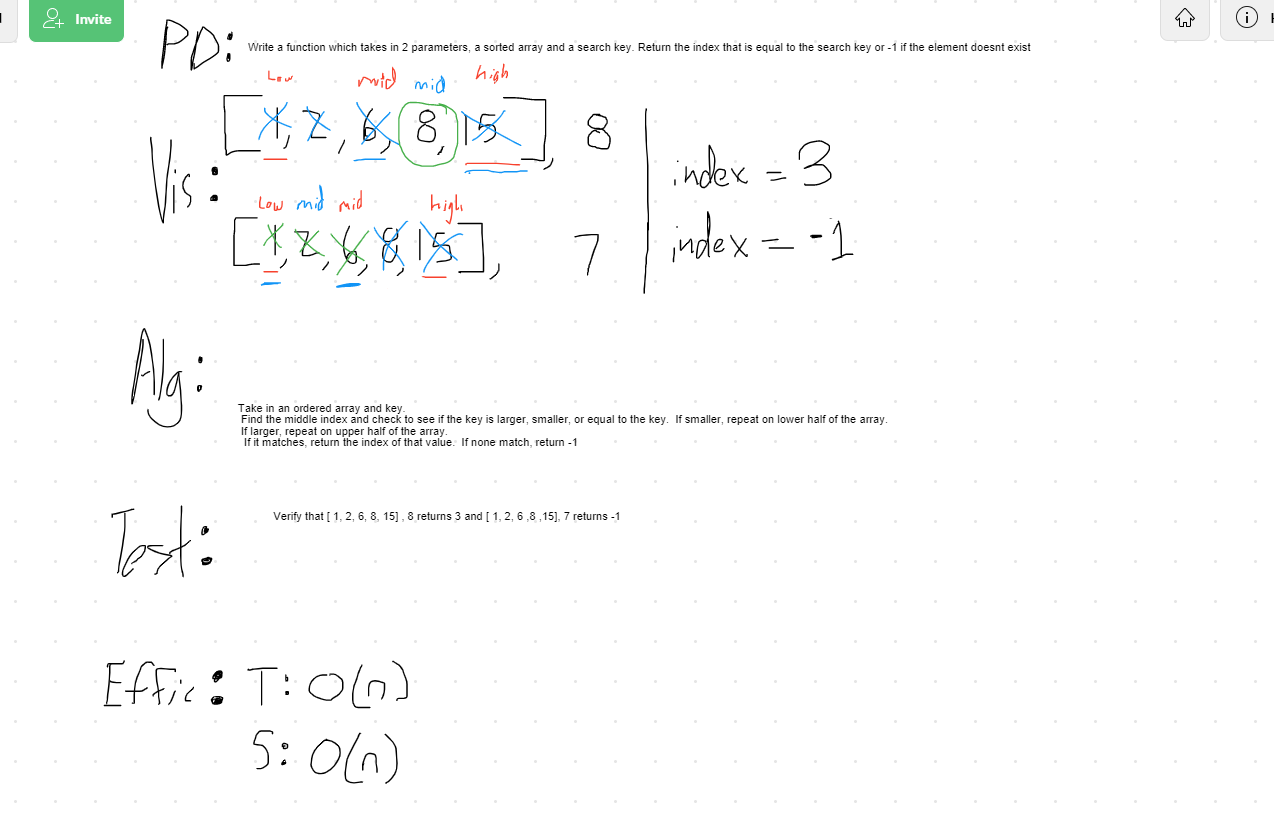 Invite
PD:
Write a function which takes in 2 parameters, a sorted array and a search key. Return the index that is equal to the search key or -1 if the element doesnt exist
Low mid mid high
[1, 2, 6, 8, 15], 8
index = 3
Vis:
Low mid mid high
[1, 2, 6, 8, 15], 7
index = -1
Alg:
Take in an ordered array and key.
Find the middle index and check to see if the key is larger, smaller, or equal to the key. If smaller, repeat on lower half of the array.
If larger, repeat on upper half of the array.
If it matches, return the index of that value. If none match, return -1
Test:
Verify that [ 1, 2, 6, 8, 15] , 8 returns 3 and [ 1, 2, 6 ,8 ,15], 7 returns -1
Effic: T: O(n)
S: O(n)